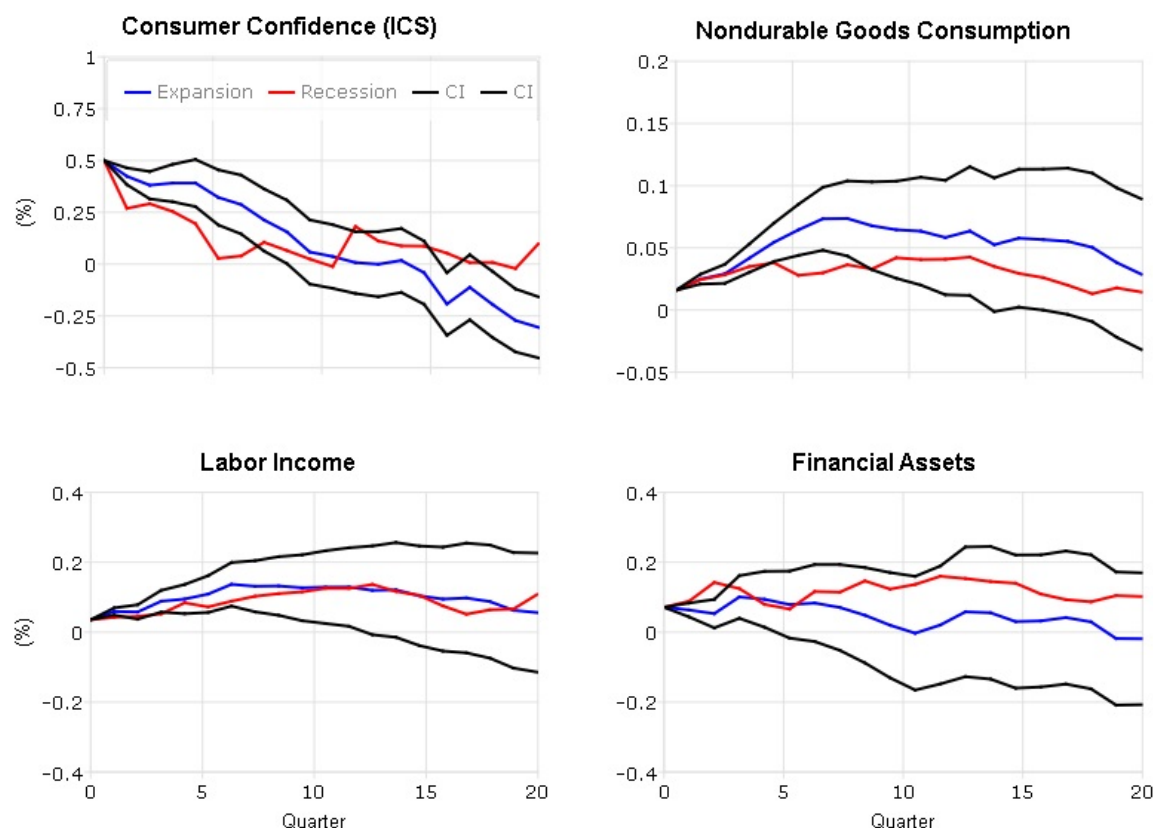 Consumer Confidence (ICS)
1
0.75
0.5
0.25
0
−0.25
−0.5
(%)
Expansion Recession CI CI
Nondurable Goods Consumption
0.2
0.15
0.1
0.05
0
−0.05
Labor Income
0.4
0.2
0
−0.2
−0.4
(%)
0 5 10 15 20
Quarter
Financial Assets
0.4
0.2
0
−0.2
−0.4
0 5 10 15 20
Quarter